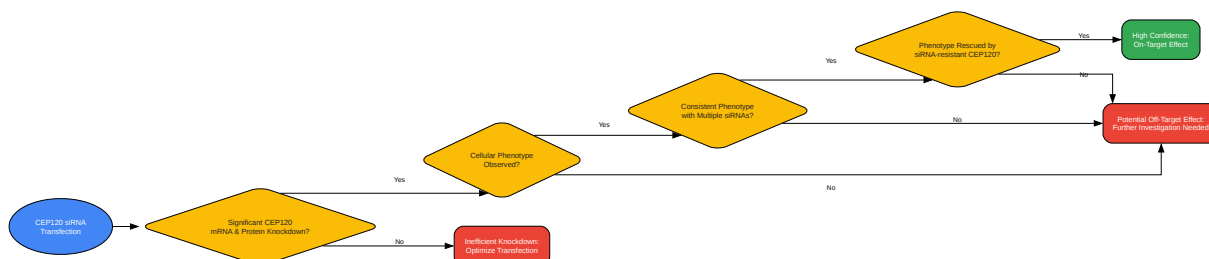 CEP120 siRNA
Transfection
Significant CEP120
mRNA & Protein Knockdown?
Yes
No
Inefficient Knockdown:
Optimize Transfection
Cellular Phenotype
Observed?
Yes
No
Consistent Phenotype
with Multiple siRNAs?
Yes
No
Phenotype Rescued by
siRNA-resistant CEP120?
Yes
No
High Confidence:
On-Target Effect
Potential Off-Target Effect:
Further Investigation Needed